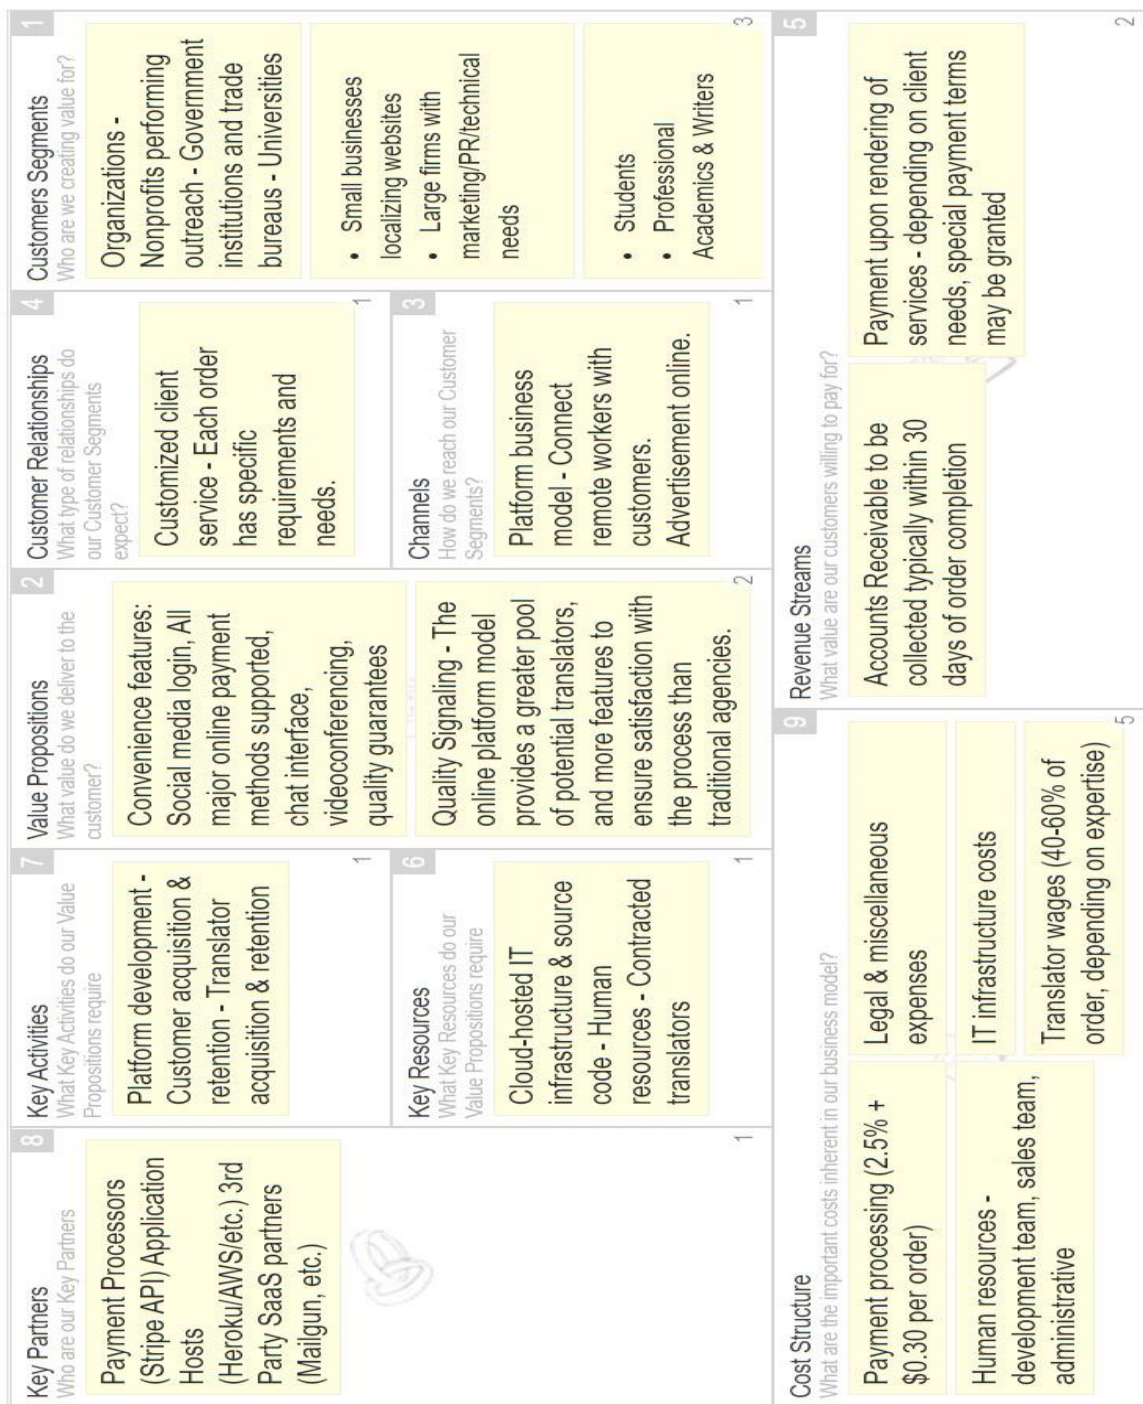 Key Partners
8
Who are our Key Partners
Payment Processors
(Stripe API) Application
Hosts
(Heroku/AWS/etc.) 3rd
Party SaaS partners
(Mailgun, etc.)
1
Key Activities
7
What Key Activities do our Value
Propositions require
Platform development -
Customer acquisition &
retention - Translator
acquisition & retention
1
Key Resources
6
What Key Resources do our
Value Propositions require
Cloud-hosted IT
infrastructure & source
code - Human
resources - Contracted
translators
1
Value Propositions
2
What value do we deliver to the
customer?
Convenience features:
Social media login, All
major online payment
methods supported,
chat interface,
videoconferencing,
quality guarantees
Quality Signaling - The
online platform model
provides a greater pool
of potential translators,
and more features to
ensure satisfaction with
the process than
traditional agencies.
2
Customer Relationships
4
What type of relationships do
our Customer Segments
expect?
Customized client
service - Each order
has specific
requirements and
needs.
1
Channels
3
How do we reach our Customer
Segments?
Platform business
model - Connect
remote workers with
customers.
Advertisement online.
1
Customers Segments
1
Who are we creating value for?
Organizations -
Nonprofits performing
outreach - Government
institutions and trade
bureaus - Universities
• Small businesses
localizing websites
• Large firms with
marketing/PR/technical
needs
• Students
• Professional
Academics & Writers
3
Cost Structure
9
What are the important costs inherent in our business model?
Payment processing (2.5% +
$0.30 per order)
Legal & miscellaneous
expenses
Human resources -
development team, sales team,
administrative
IT infrastructure costs
Translator wages (40-60% of
order, depending on expertise)
5
Revenue Streams
5
What value are our customers willing to pay for?
Accounts Receivable to be
collected typically within 30
days of order completion
Payment upon rendering of
services - depending on client
needs, special payment terms
may be granted
2